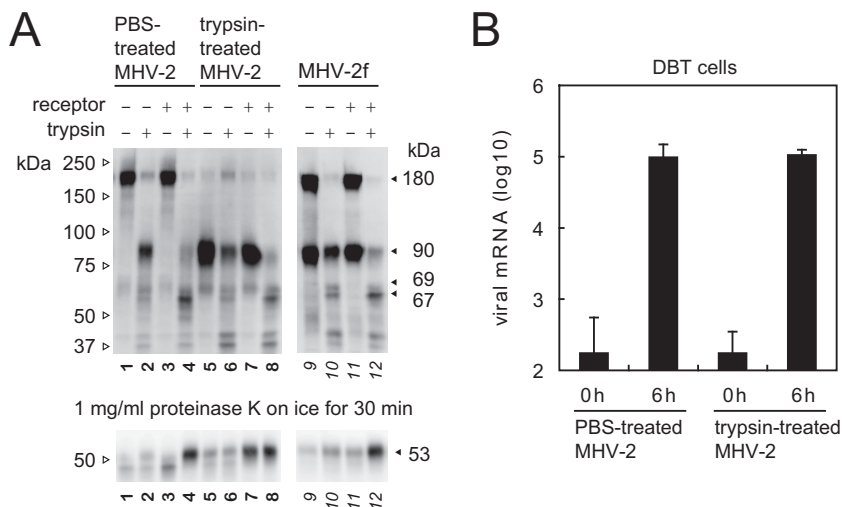 A
PBS-
treated
MHV-2
trypsin-
treated
MHV-2
MHV-2f
receptor – – + + – – + + – – + +
trypsin – + – + – + – + – + – +
kDa
250
150
100
75
50
37
kDa
180
90
69
67
1 2 3 4 5 6 7 8 9 10 11 12
1 mg/ml proteinase K on ice for 30 min
50
53
1 2 3 4 5 6 7 8 9 10 11 12
B
DBT cells
viral mRNA (log10)
6
5
4
3
2
0h 6h 0h 6h
PBS-treated
MHV-2
trypsin-treated
MHV-2